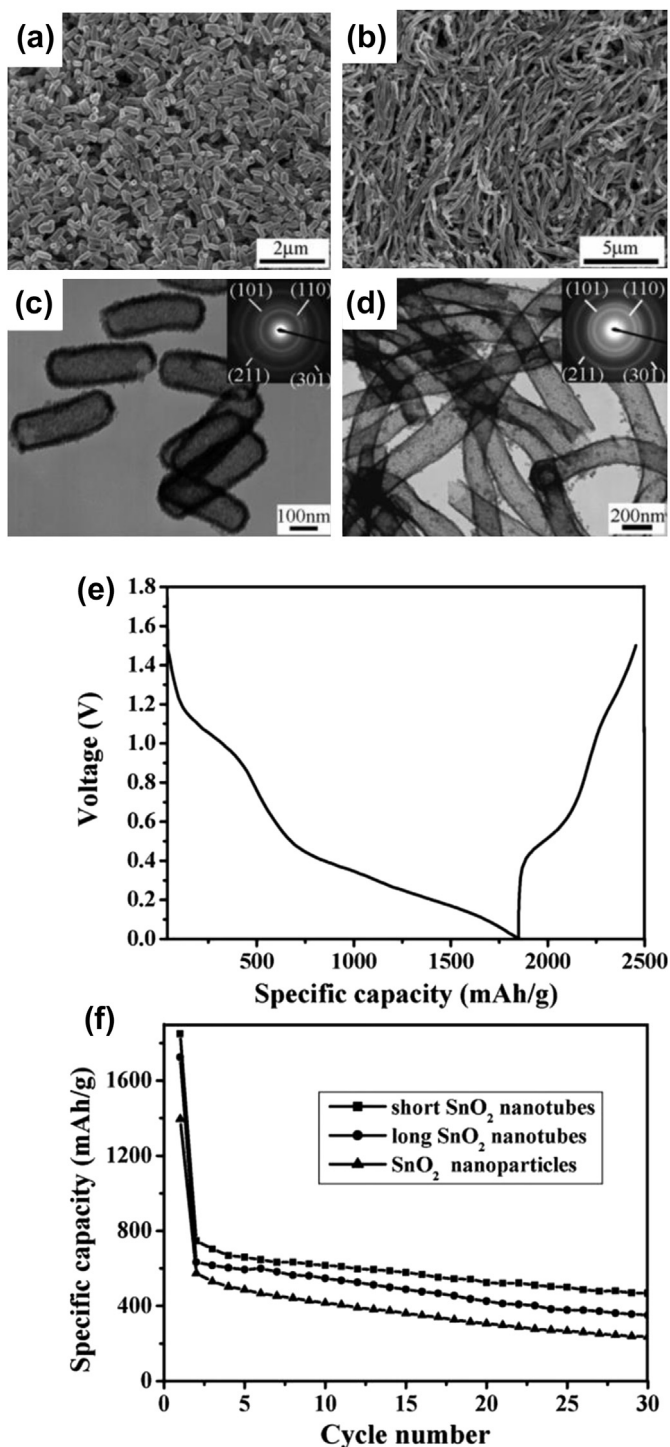 (a)
2μm
(b)
5μm
(c)
(101)
(110)
(211)
(301)
100nm
(d)
(101)
(110)
(211)
(301)
200nm
(e)
1.8
1.6
1.4
1.2
1.0
0.8
0.6
0.4
0.2
0.0
Voltage (V)
500
1000
1500
2000
2500
Specific capacity (mAh/g)
(f)
1600
1200
800
400
0
Specific capacity (mAh/g)
short SnO₂ nanotubes
long SnO₂ nanotubes
SnO₂ nanoparticles
0
5
10
15
20
25
30
Cycle number